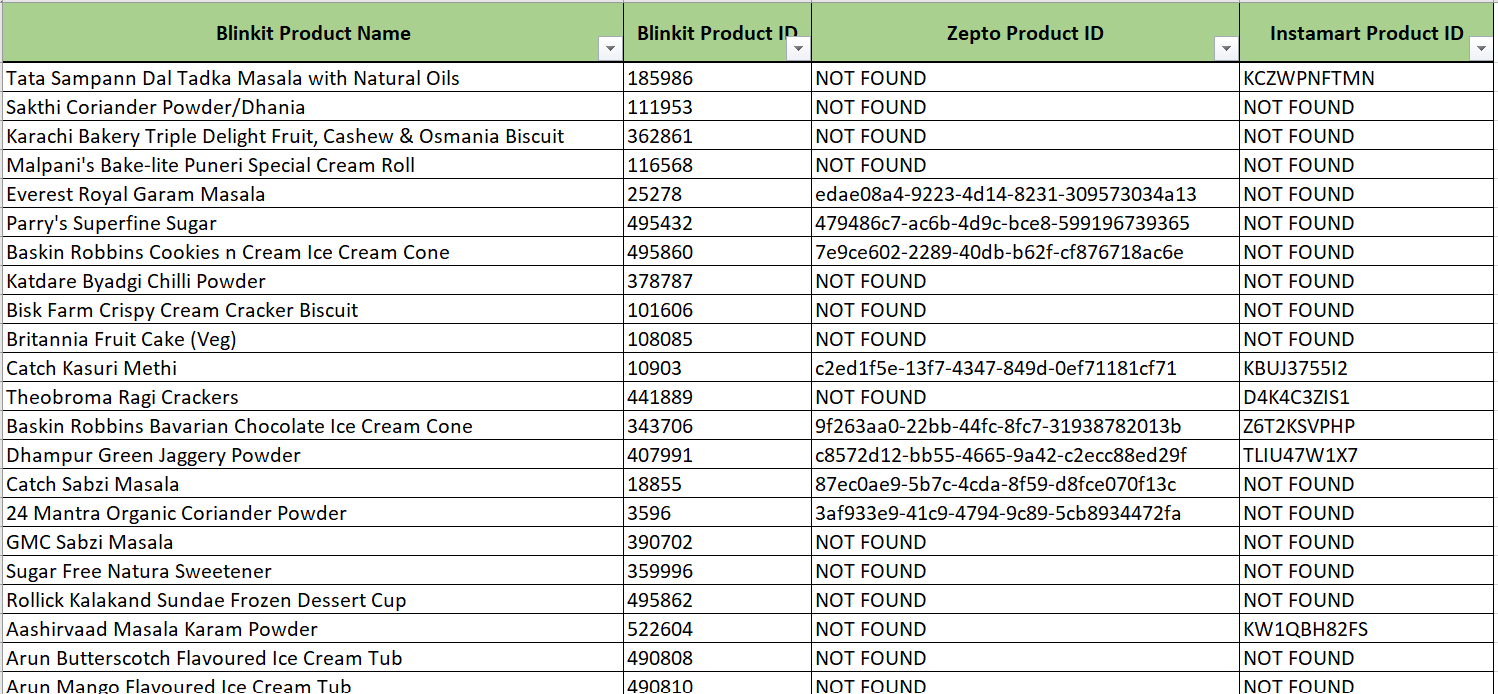 Blinkit Product Name Blinkit Product ID Zepto Product ID Instamart Product ID
Tata Sampann Dal Tadka Masala with Natural Oils 185986 NOT FOUND KCZWPNFTMN
Sakthi Coriander Powder/Dhania 111953 NOT FOUND NOT FOUND
Karachi Bakery Triple Delight Fruit, Cashew & Osmania Biscuit 362861 NOT FOUND NOT FOUND
Malpani's Bake-lite Puneri Special Cream Roll 116568 NOT FOUND NOT FOUND
Everest Royal Garam Masala 25278 edae08a4-9223-4d14-8231-309573034a13 NOT FOUND
Parry's Superfine Sugar 495432 479486c7-ac6b-4d9c-bce8-599196739365 NOT FOUND
Baskin Robbins Cookies n Cream Ice Cream Cone 495860 7e9ce602-2289-40db-b62f-cf876718ac6e NOT FOUND
Katdare Byadgi Chilli Powder 378787 NOT FOUND NOT FOUND
Bisk Farm Crispy Cream Cracker Biscuit 101606 NOT FOUND NOT FOUND
Britannia Fruit Cake (Veg) 108085 NOT FOUND NOT FOUND
Catch Kasuri Methi 10903 c2ed1f5e-13f7-4347-849d-0ef71181cf71 KBUJ3755I2
Theobroma Ragi Crackers 441889 NOT FOUND D4K4C3ZIS1
Baskin Robbins Bavarian Chocolate Ice Cream Cone 343706 9f263aa0-22bb-44fc-8fc7-31938782013b Z6T2KSVPHP
Dhampur Green Jaggery Powder 407991 c8572d12-bb55-4665-9a42-c2ecc88ed29f TLIU47W1X7
Catch Sabzi Masala 18855 87ec0ae9-5b7c-4cda-8f59-d8fce070f13c NOT FOUND
24 Mantra Organic Coriander Powder 3596 3af933e9-41c9-4794-9c89-5cb8934472fa NOT FOUND
GMC Sabzi Masala 390702 NOT FOUND NOT FOUND
Sugar Free Natura Sweetener 359996 NOT FOUND NOT FOUND
Rollick Kalakand Sundae Frozen Dessert Cup 495862 NOT FOUND NOT FOUND
Aashirvaad Masala Karam Powder 522604 NOT FOUND KW1QBH82FS
Arun Butterscotch Flavoured Ice Cream Tub 490808 NOT FOUND NOT FOUND
Arun Mango Flavoured Ice Cream Tub 490810 NOT FOUND NOT FOUND